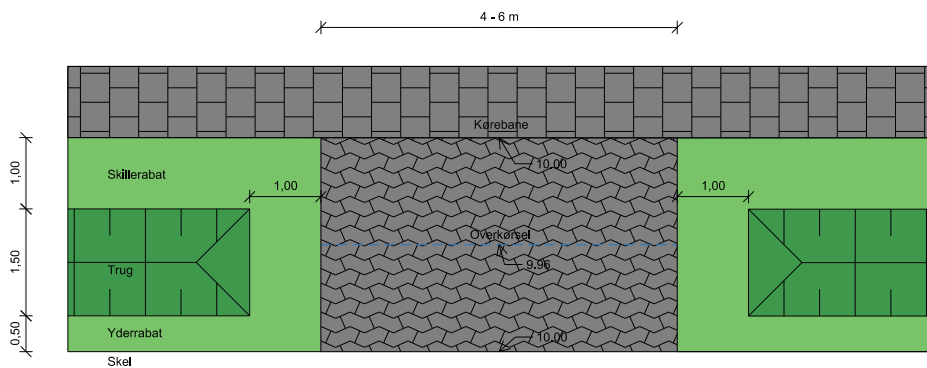 4 - 6 m
Kørebane
10.00
1,00
Skillerabat
1,00
1,00
Overkørsel
9.96
1,50
Trug
0,50
Yderrabat
10.00
Skel